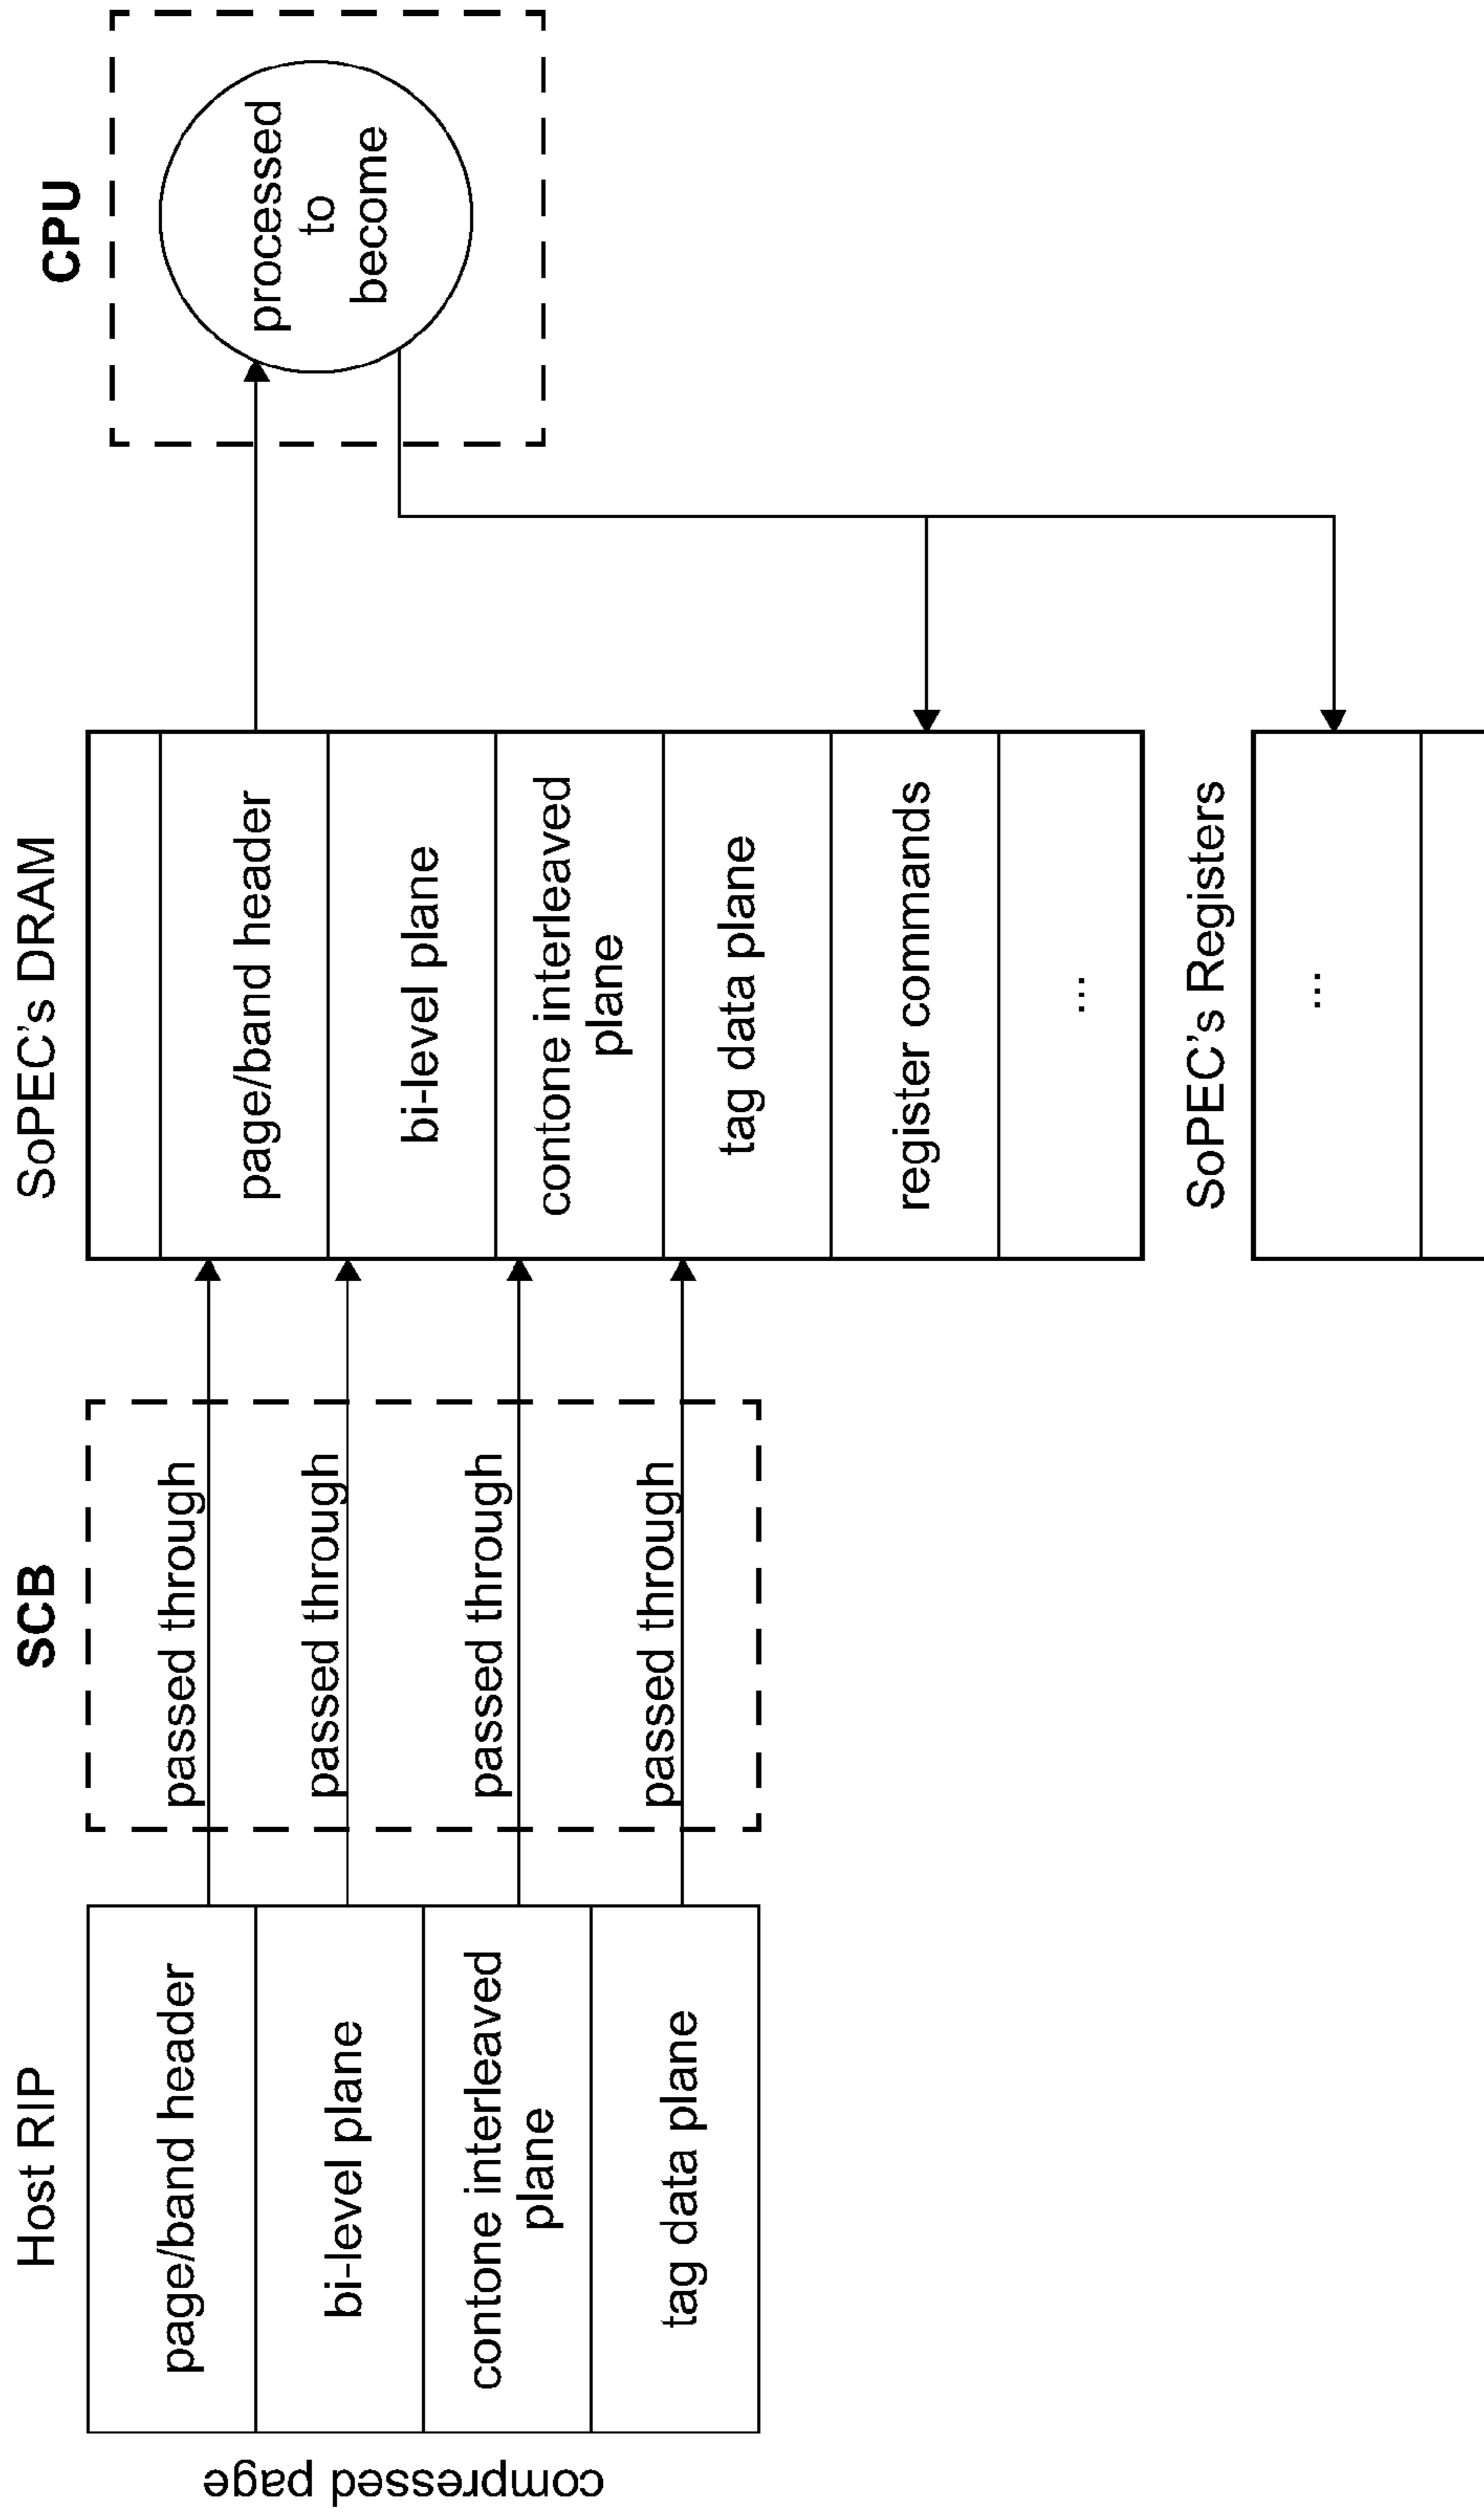 Host RIP
SCB
SoPEC's DRAM
CPU
compressed page
page/band header
bi-level plane
contone interleaved
plane
tag data plane
passed through
passed through
passed through
passed through
page/band header
bi-level plane
contone interleaved
plane
tag data plane
register commands
...
processed
to
become
SoPEC's Registers
...